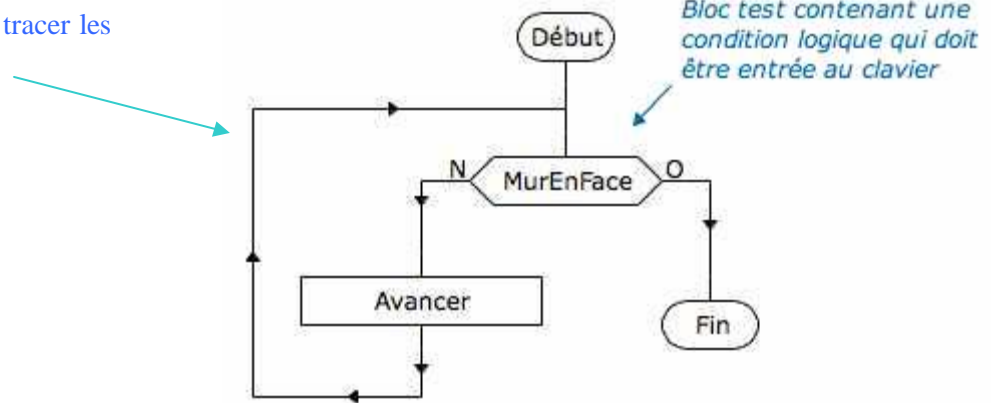 tracer les
Bloc test contenant une
condition logique qui doit
être entrée au clavier
Début
N
MurEnFace
O
Avancer
Fin